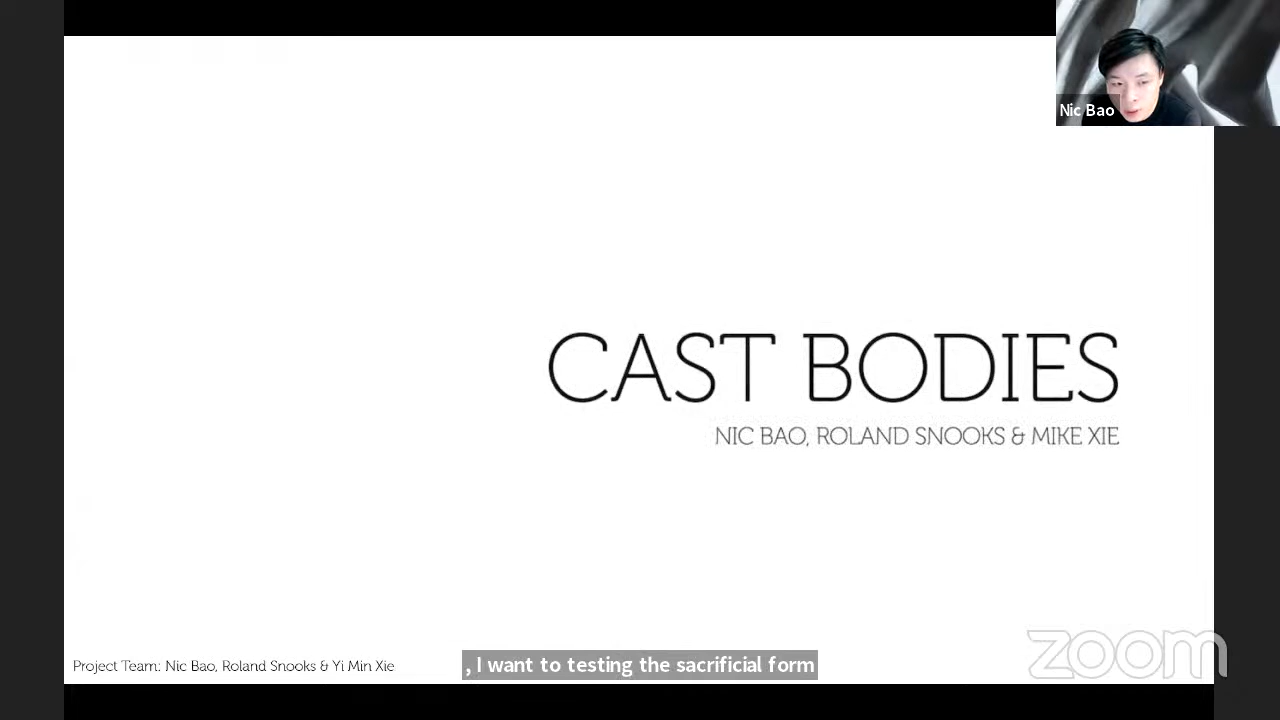 Nic Bao
CAST BODIES
NIC BAO, ROLAND SNOOKS & MIKE XIE
Project Team: Nic Bao, Roland Snooks & Yi Min Xie
, I want to testing the sacrificial form
zoom